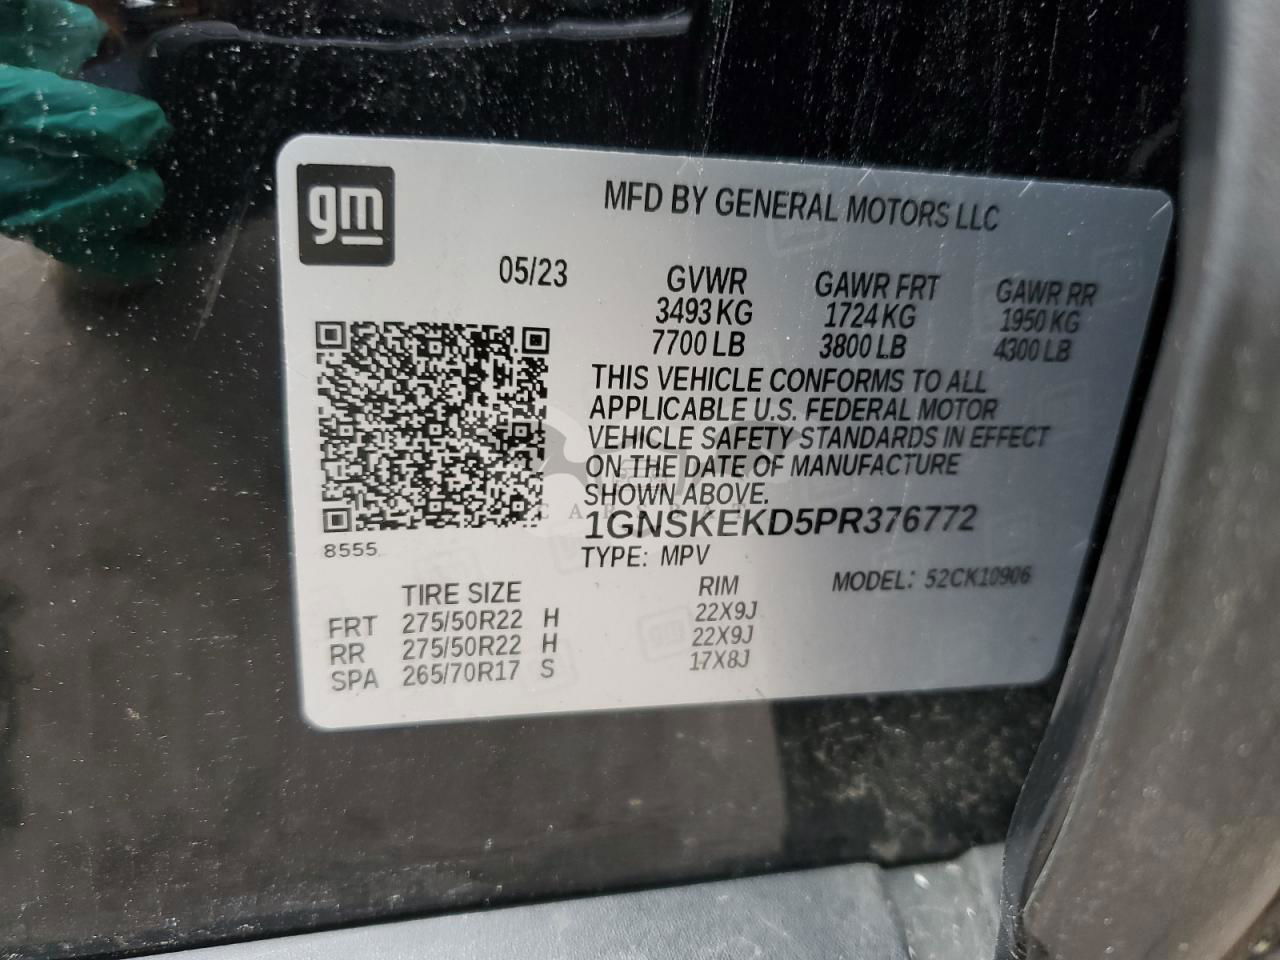 gm
MFD BY GENERAL MOTORS LLC
05/23
GVWR GAWR FRT GAWR RR
3493 KG 1724 KG 1950 KG
7700 LB 3800 LB 4300 LB
THIS VEHICLE CONFORMS TO ALL
APPLICABLE U.S. FEDERAL MOTOR
VEHICLE SAFETY STANDARDS IN EFFECT
ON THE DATE OF MANUFACTURE
SHOWN ABOVE.
1GNSKEKD5PR376772
8555
TYPE: MPV
MODEL: 52CK10906
TIRE SIZE RIM
FRT 275/50R22 H 22X9J
RR 275/50R22 H 22X9J
SPA 265/70R17 S 17X8J